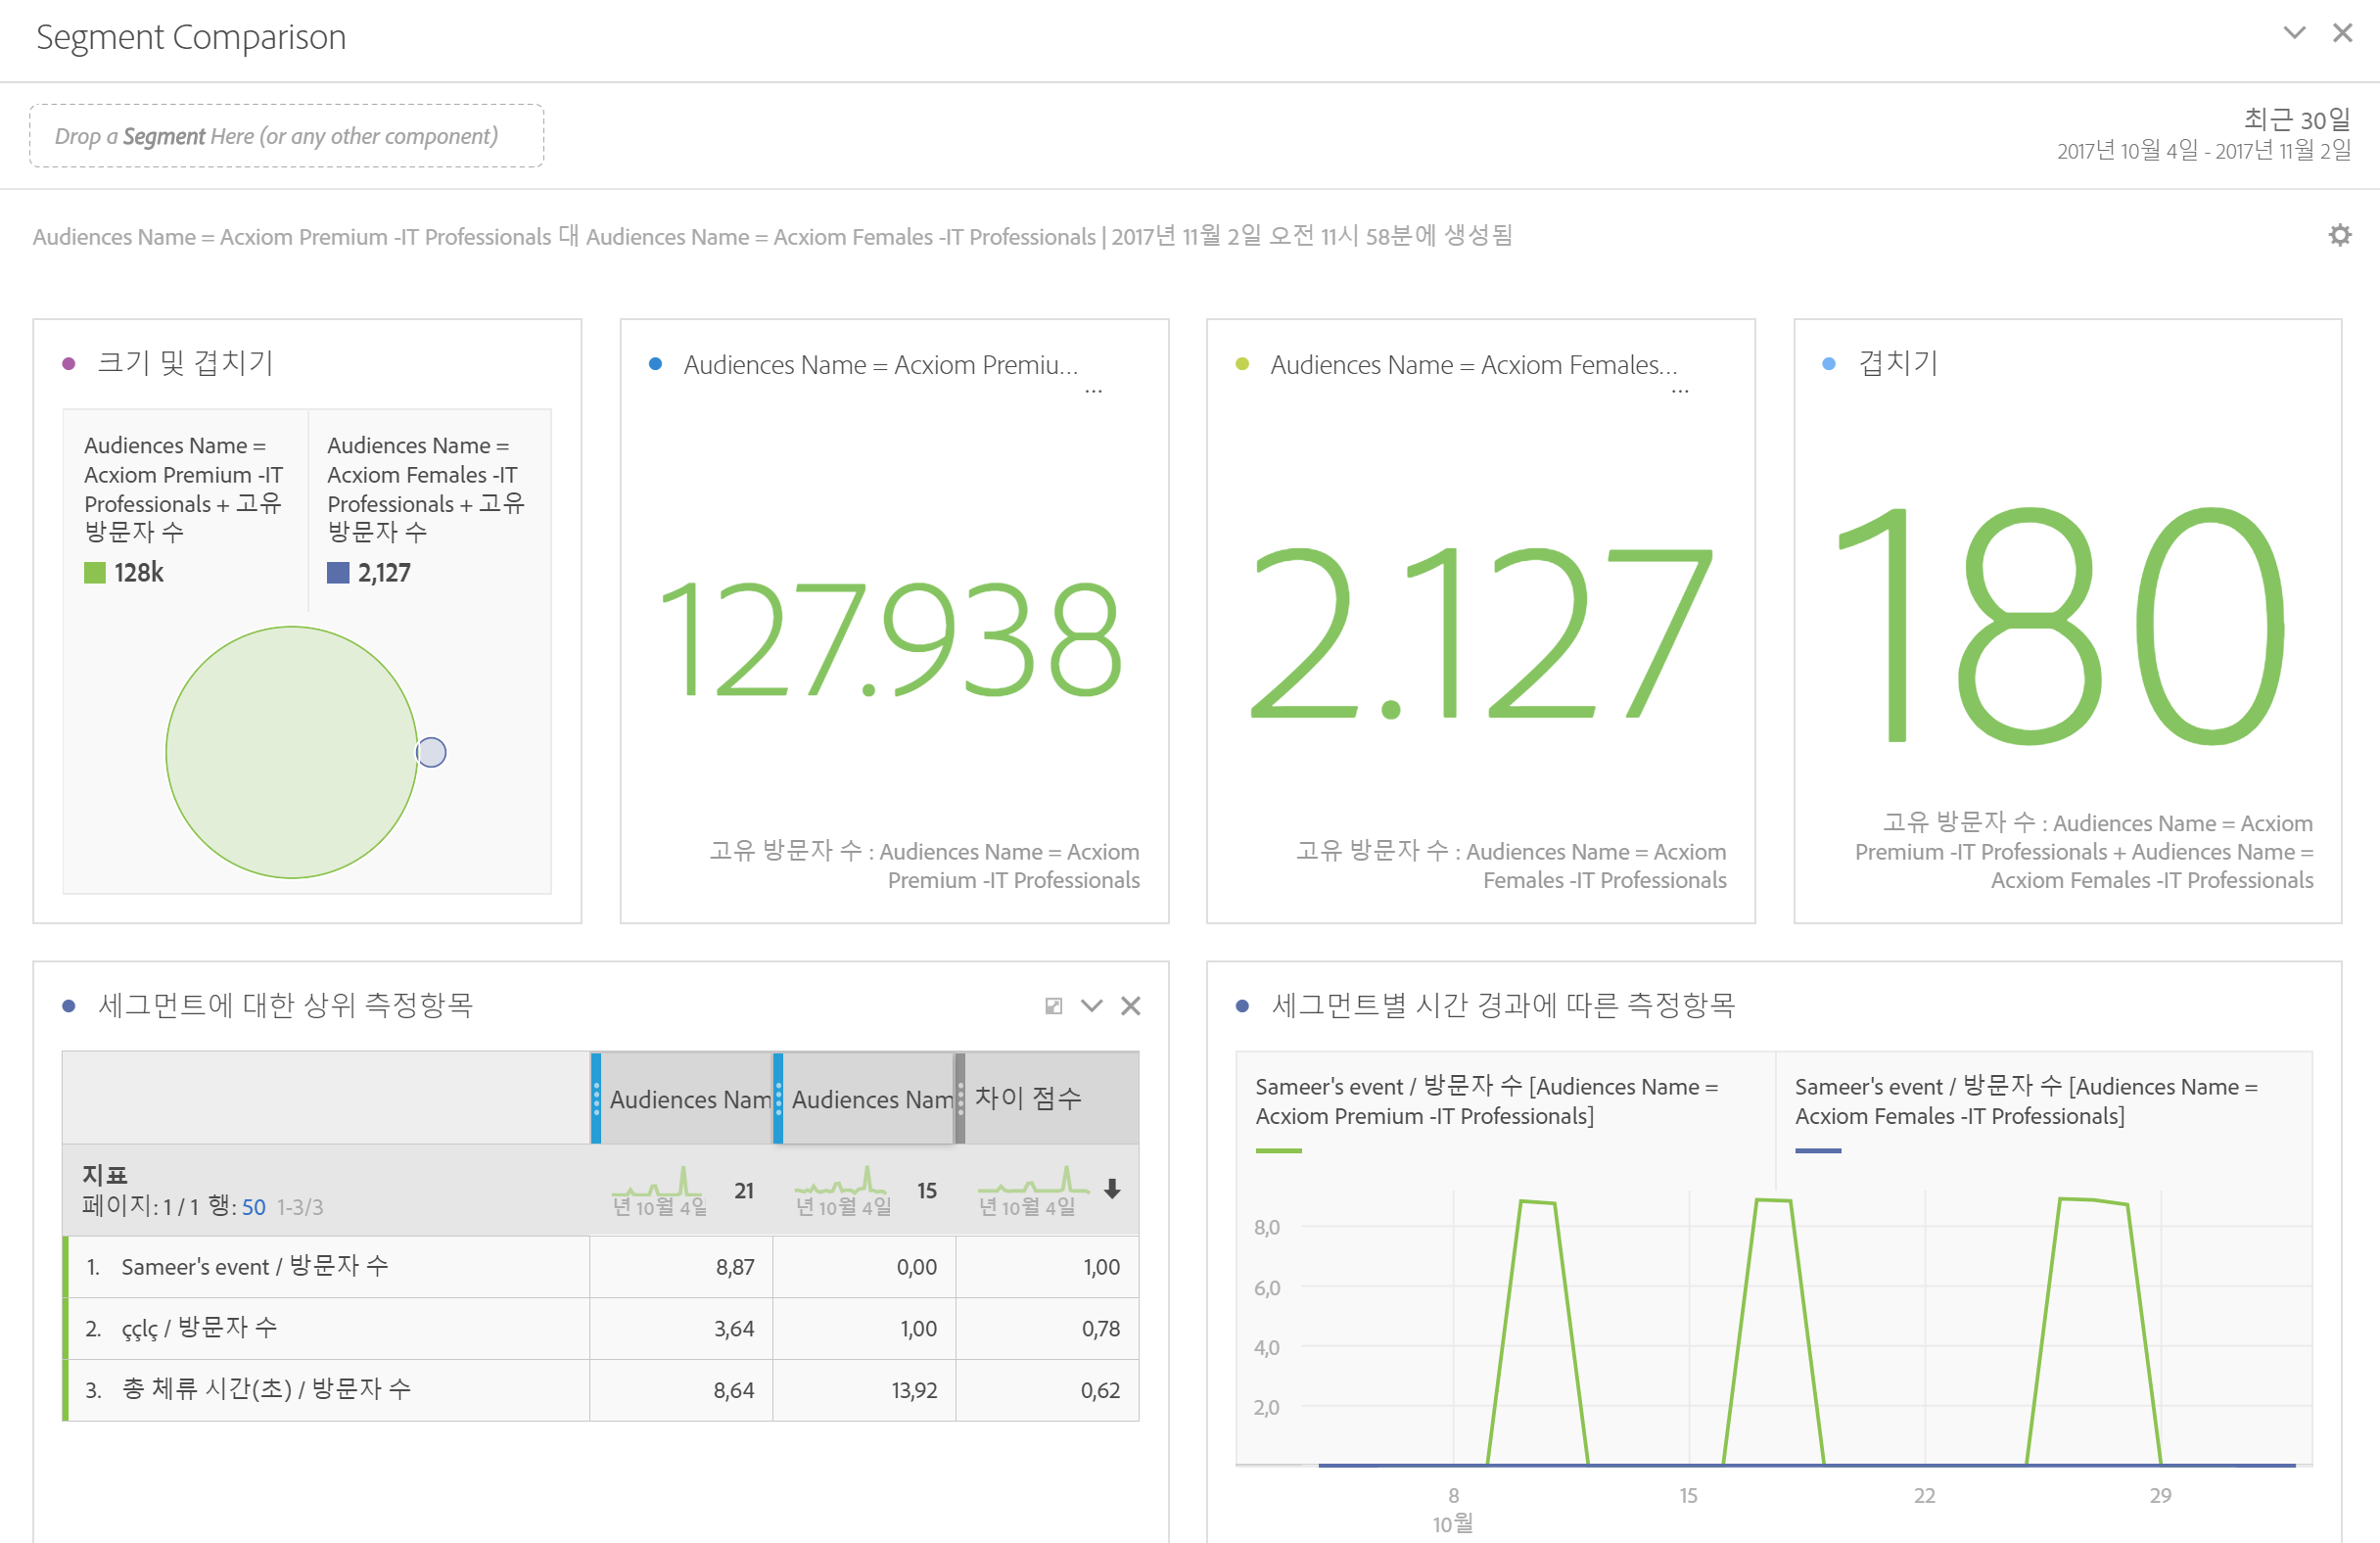 Segment Comparison
Drop a Segment Here (or any other component)
최근 30일
2017년 10월 4일 - 2017년 11월 2일
Audiences Name = Acxiom Premium -IT Professionals 대 Audiences Name = Acxiom Females -IT Professionals | 2017년 11월 2일 오전 11시 58분에 생성됨
크기 및 겹치기
Audiences Name =
Acxiom Premium -IT
Professionals + 고유
방문자 수
128k
Audiences Name =
Acxiom Females -IT
Professionals + 고유
방문자 수
2,127
Audiences Name = Acxiom Premiu...
...
127.938
고유 방문자 수 : Audiences Name = Acxiom
Premium -IT Professionals
Audiences Name = Acxiom Females...
...
2.127
고유 방문자 수 : Audiences Name = Acxiom
Females -IT Professionals
겹치기
180
고유 방문자 수 : Audiences Name = Acxiom
Premium -IT Professionals + Audiences Name =
Acxiom Females -IT Professionals
세그먼트에 대한 상위 측정항목
Audiences Nam
Audiences Nam
차이 점수
지표
페이지: 1 / 1 행: 50 1-3/3
년 10월 4일
21
년 10월 4일
15
년 10월 4일
1. Sameer's event / 방문자 수 8,87 0,00 1,00
2. ççlç / 방문자 수 3,64 1,00 0,78
3. 총 체류 시간(초) / 방문자 수 8,64 13,92 0,62
세그먼트별 시간 경과에 따른 측정항목
Sameer's event / 방문자 수 [Audiences Name =
Acxiom Premium -IT Professionals]
Sameer's event / 방문자 수 [Audiences Name =
Acxiom Females -IT Professionals]
8,0
6,0
4,0
2,0
8 15 22 29
10월